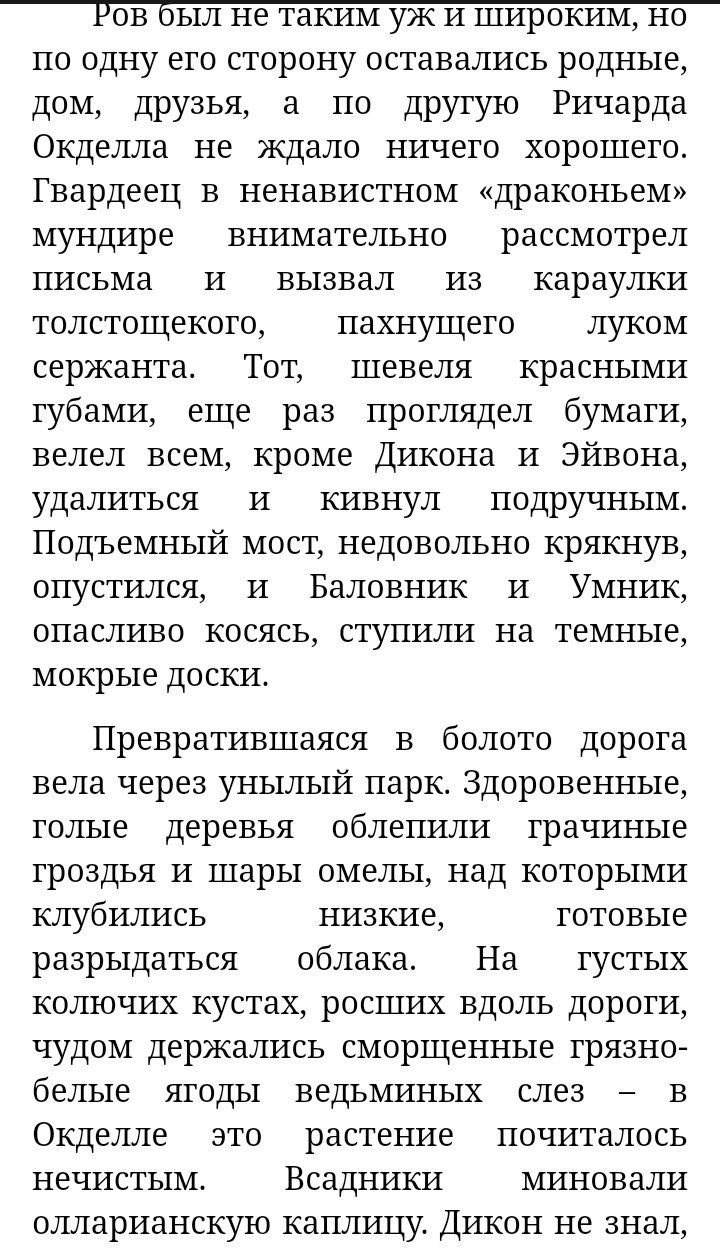 Ров был не таким уж и широким, но
по одну его сторону оставались родные,
дом, друзья, а по другую Ричарда
Окделла не ждало ничего хорошего.
Гвардеец в ненавистном «драконьем»
мундире внимательно рассмотрел
письма и вызвал из караулки
толстощекого, пахнущего луком
сержанта. Тот, шевеля красными
губами, еще раз проглядел бумаги,
велел всем, кроме Дикона и Эйвона,
удалиться и кивнул подручным.
Подъемный мост, недовольно крякнув,
опустился, и Баловник и Умник,
опасливо косясь, ступили на темные,
мокрые доски.
Превратившаяся в болото дорога
вела через унылый парк. Здоровенные,
голые деревья облепили грачиные
гроздья и шары омелы, над которыми
клубились низкие, готовые
разрыдаться облака. На густых
колючих кустах, росших вдоль дороги,
чудом держались сморщенные грязно-
белые ягоды ведьминых слез – в
Окделле это растение почиталось
нечистым. Всадники миновали
олларианскую каплицу. Дикон не знал,